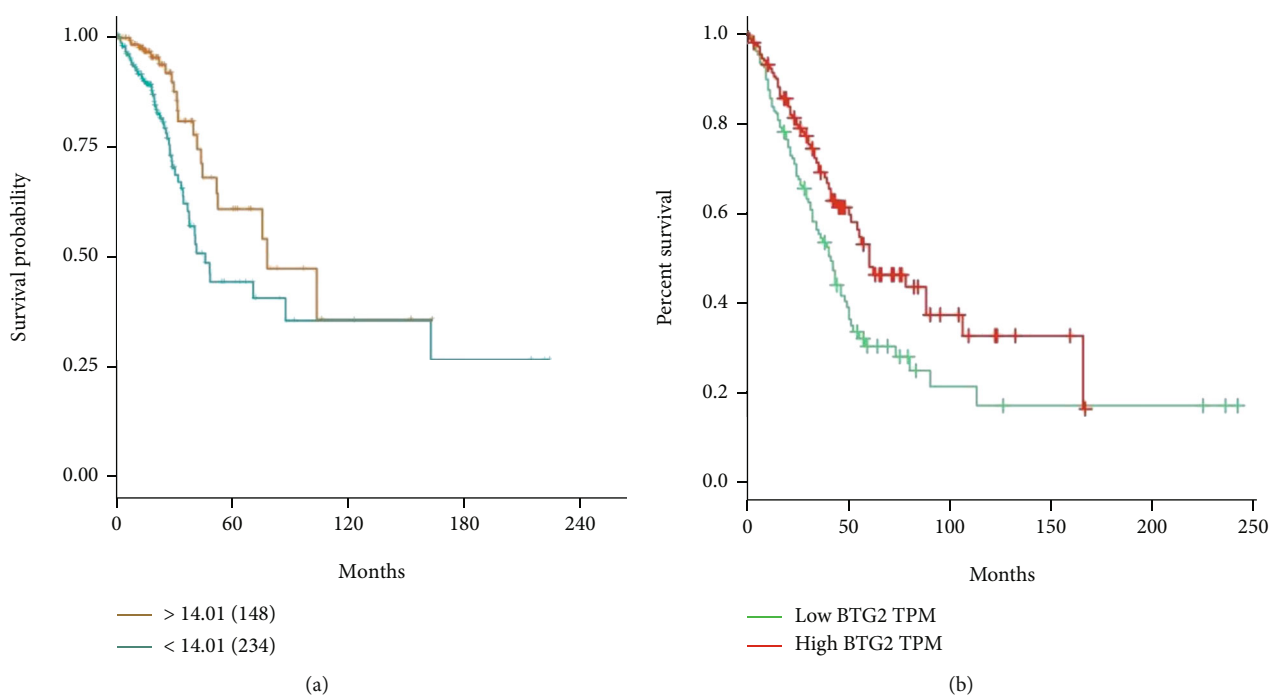 Survival probability
1.00
0.75
0.50
0.25
0.00
0 60 120 180 240
Months
> 14.01 (148)
< 14.01 (234)
(a)
Percent survival
1.0
0.8
0.6
0.4
0.2
0.0
0 50 100 150 200 250
Months
Low BTG2 TPM
High BTG2 TPM
(b)